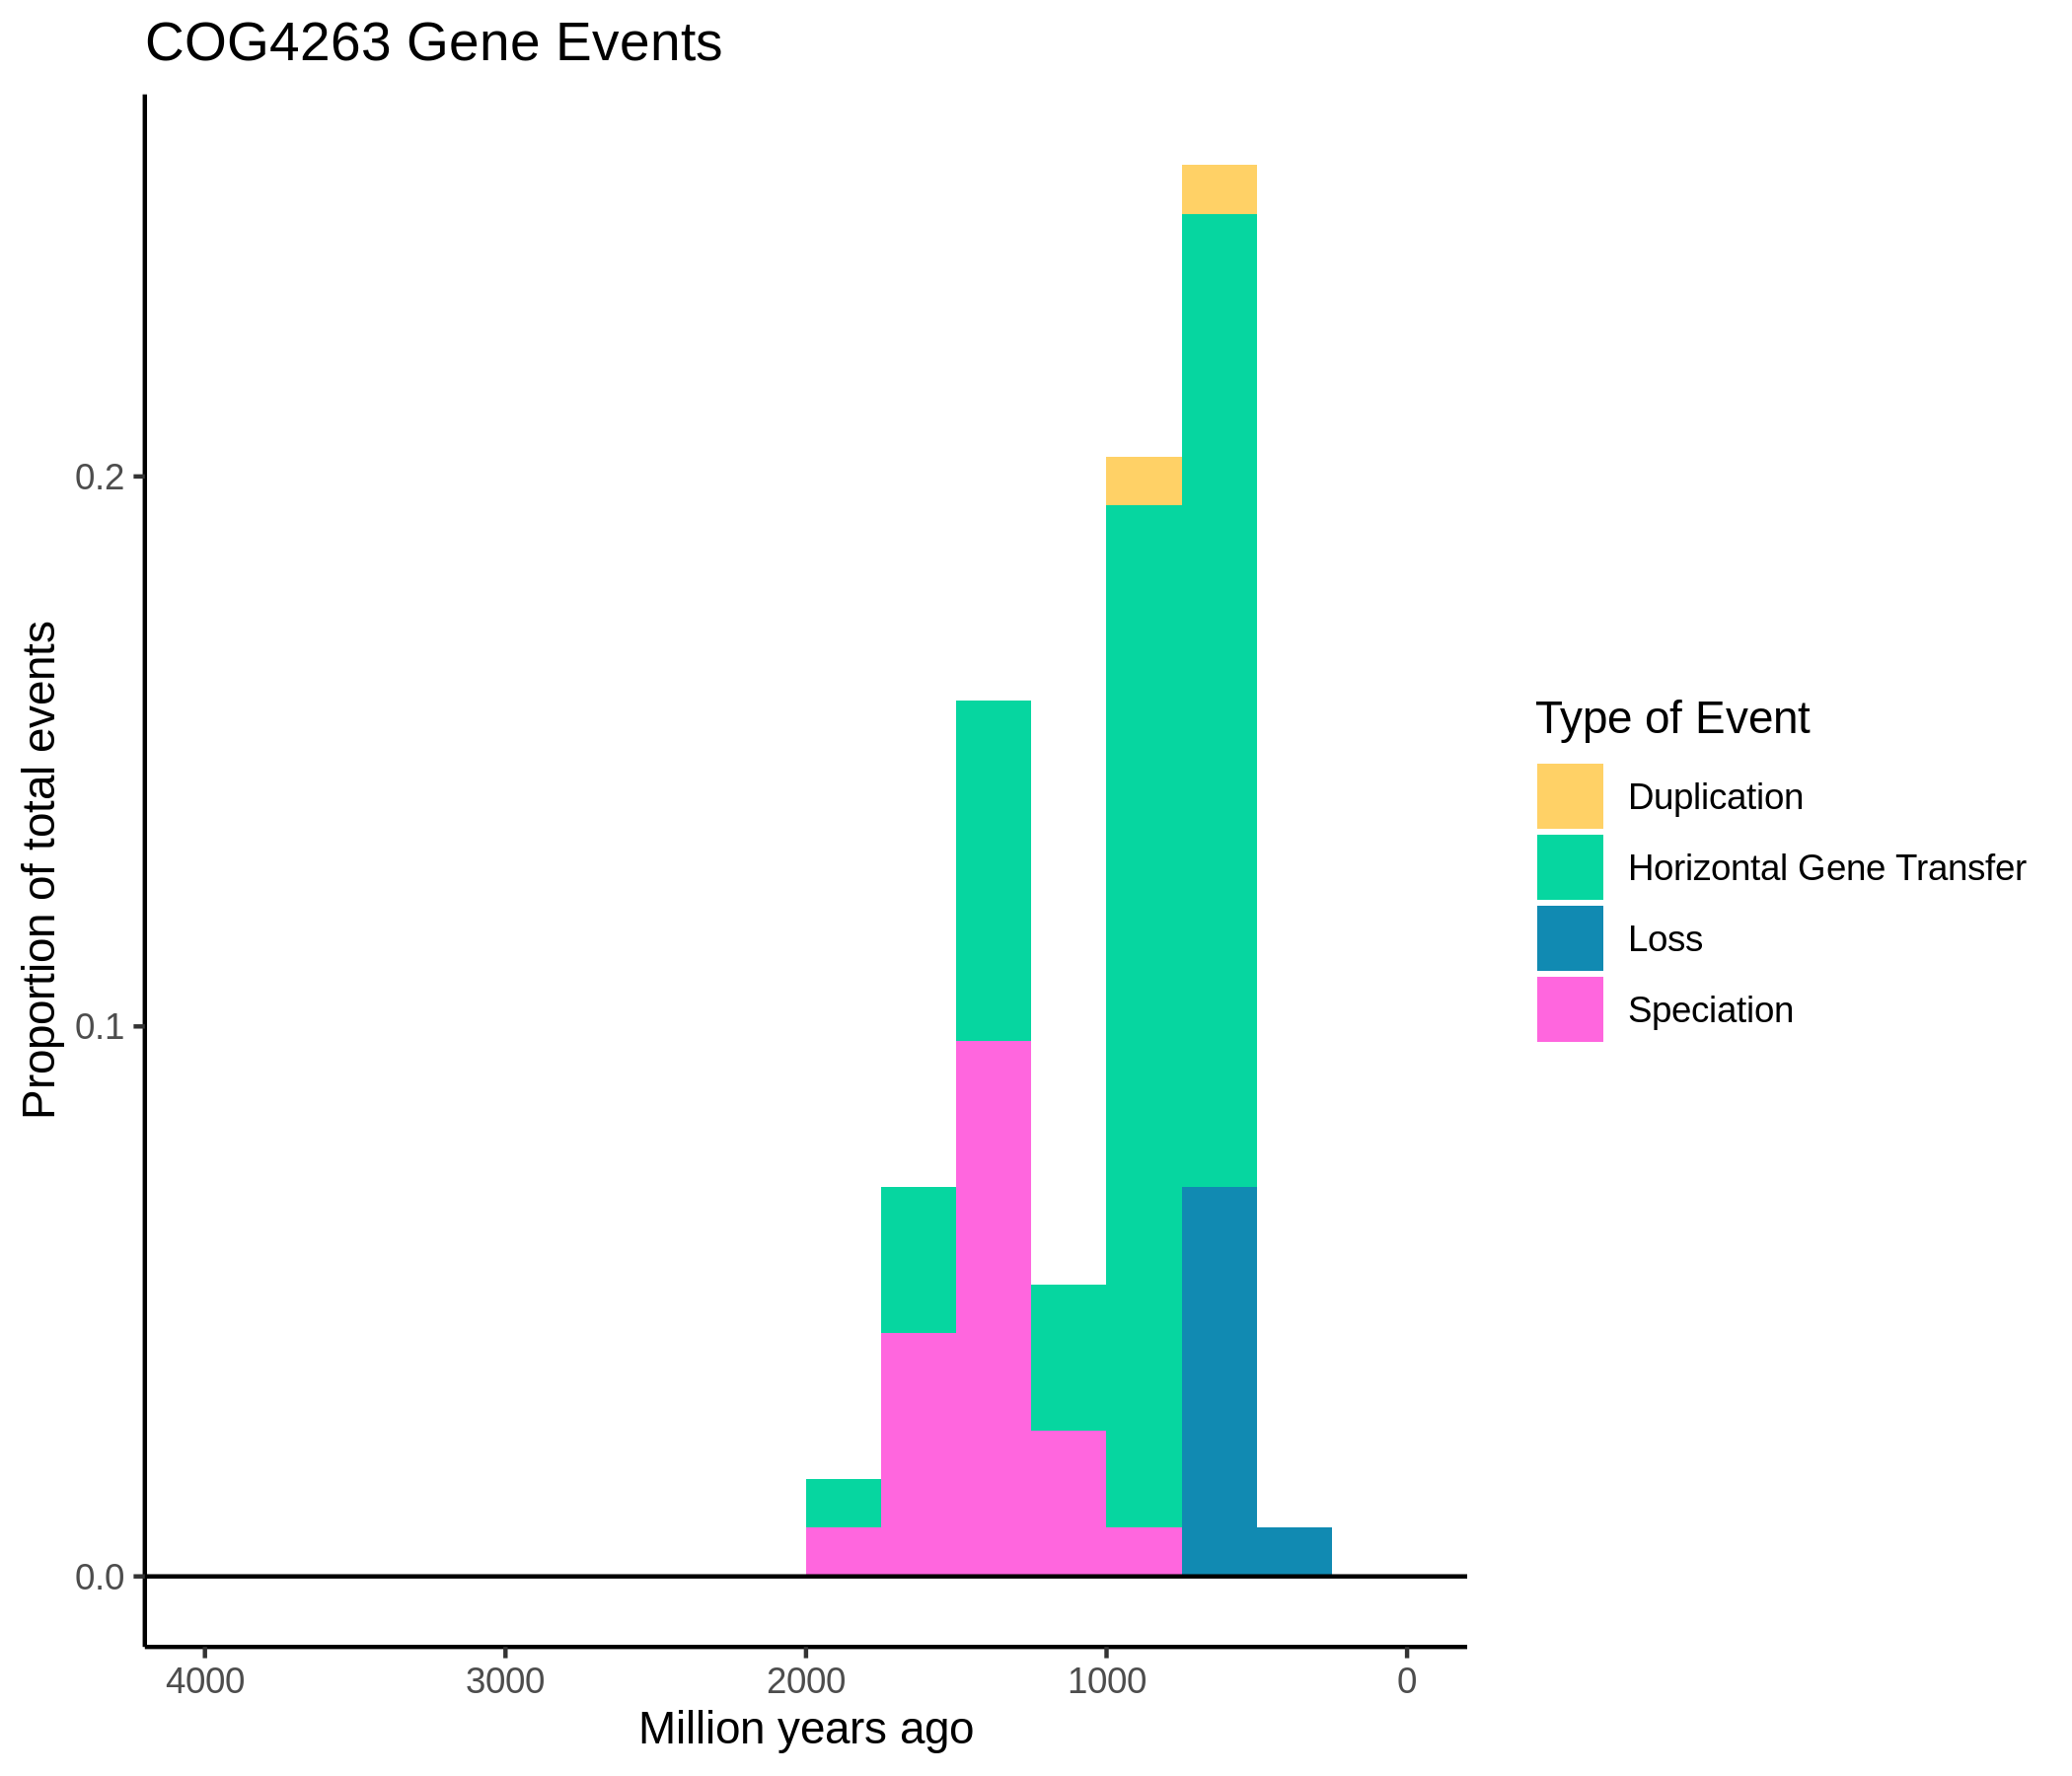 COG4263 Gene Events
Proportion of total events
0.2
0.1
0.0
4000
3000
2000
1000
0
Million years ago
Type of Event
Duplication
Horizontal Gene Transfer
Loss
Speciation